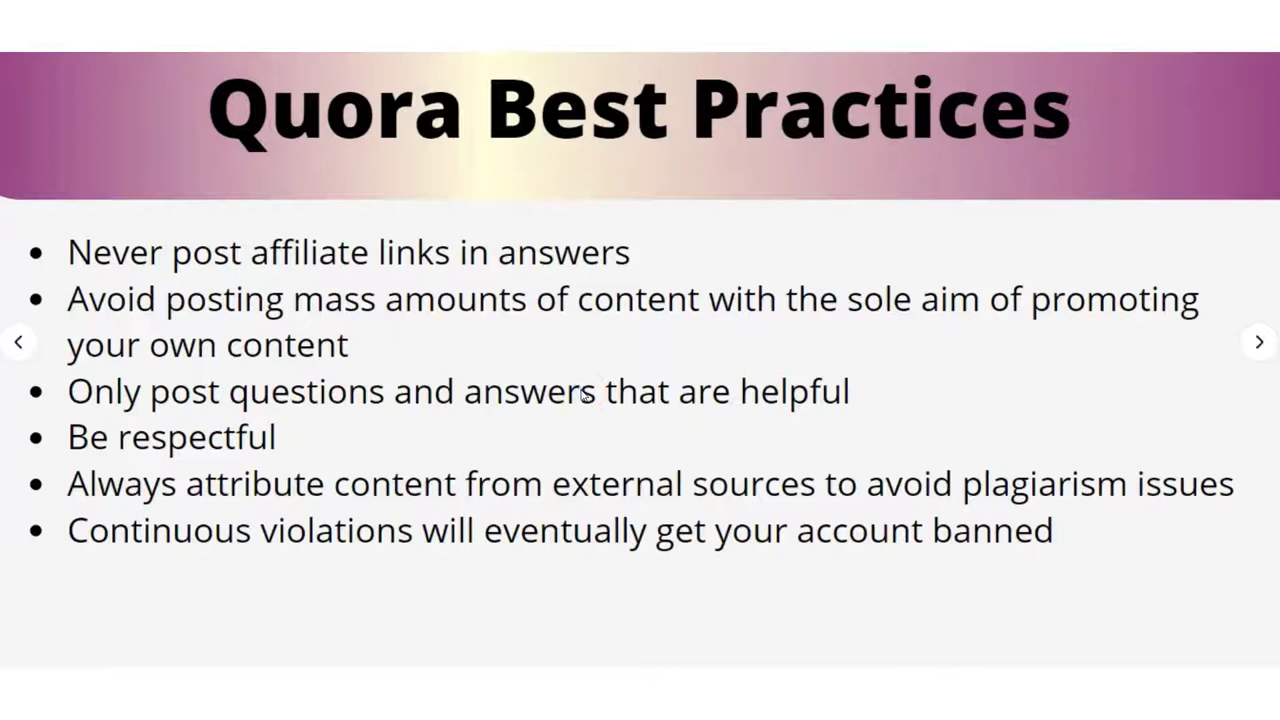 Quora Best Practices
• Never post affiliate links in answers
• Avoid posting mass amounts of content with the sole aim of promoting
your own content
• Only post questions and answers that are helpful
• Be respectful
• Always attribute content from external sources to avoid plagiarism issues
• Continuous violations will eventually get your account banned